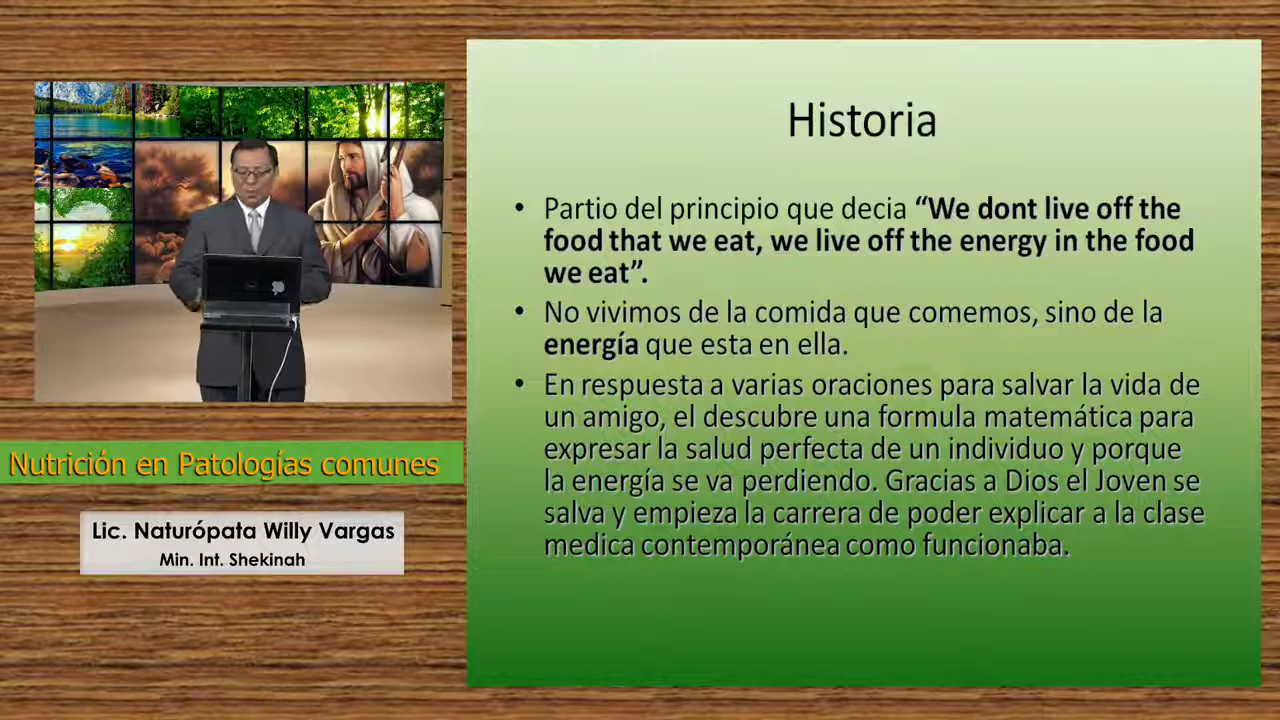 Historia
• Partio del principio que decia “We dont live off the
food that we eat, we live off the energy in the food
we eat”.
• No vivimos de la comida que comemos, sino de la
energía que esta en ella.
• En respuesta a varias oraciones para salvar la vida de
un amigo, el descubre una formula matemática para
expresar la salud perfecta de un individuo y porque
la energía se va perdiendo. Gracias a Dios el Joven se
salva y empieza la carrera de poder explicar a la clase
medica contemporánea como funcionaba.
Nutrición en Patologías comunes
Lic. Naturópata Willy Vargas
Min. Int. Shekinah